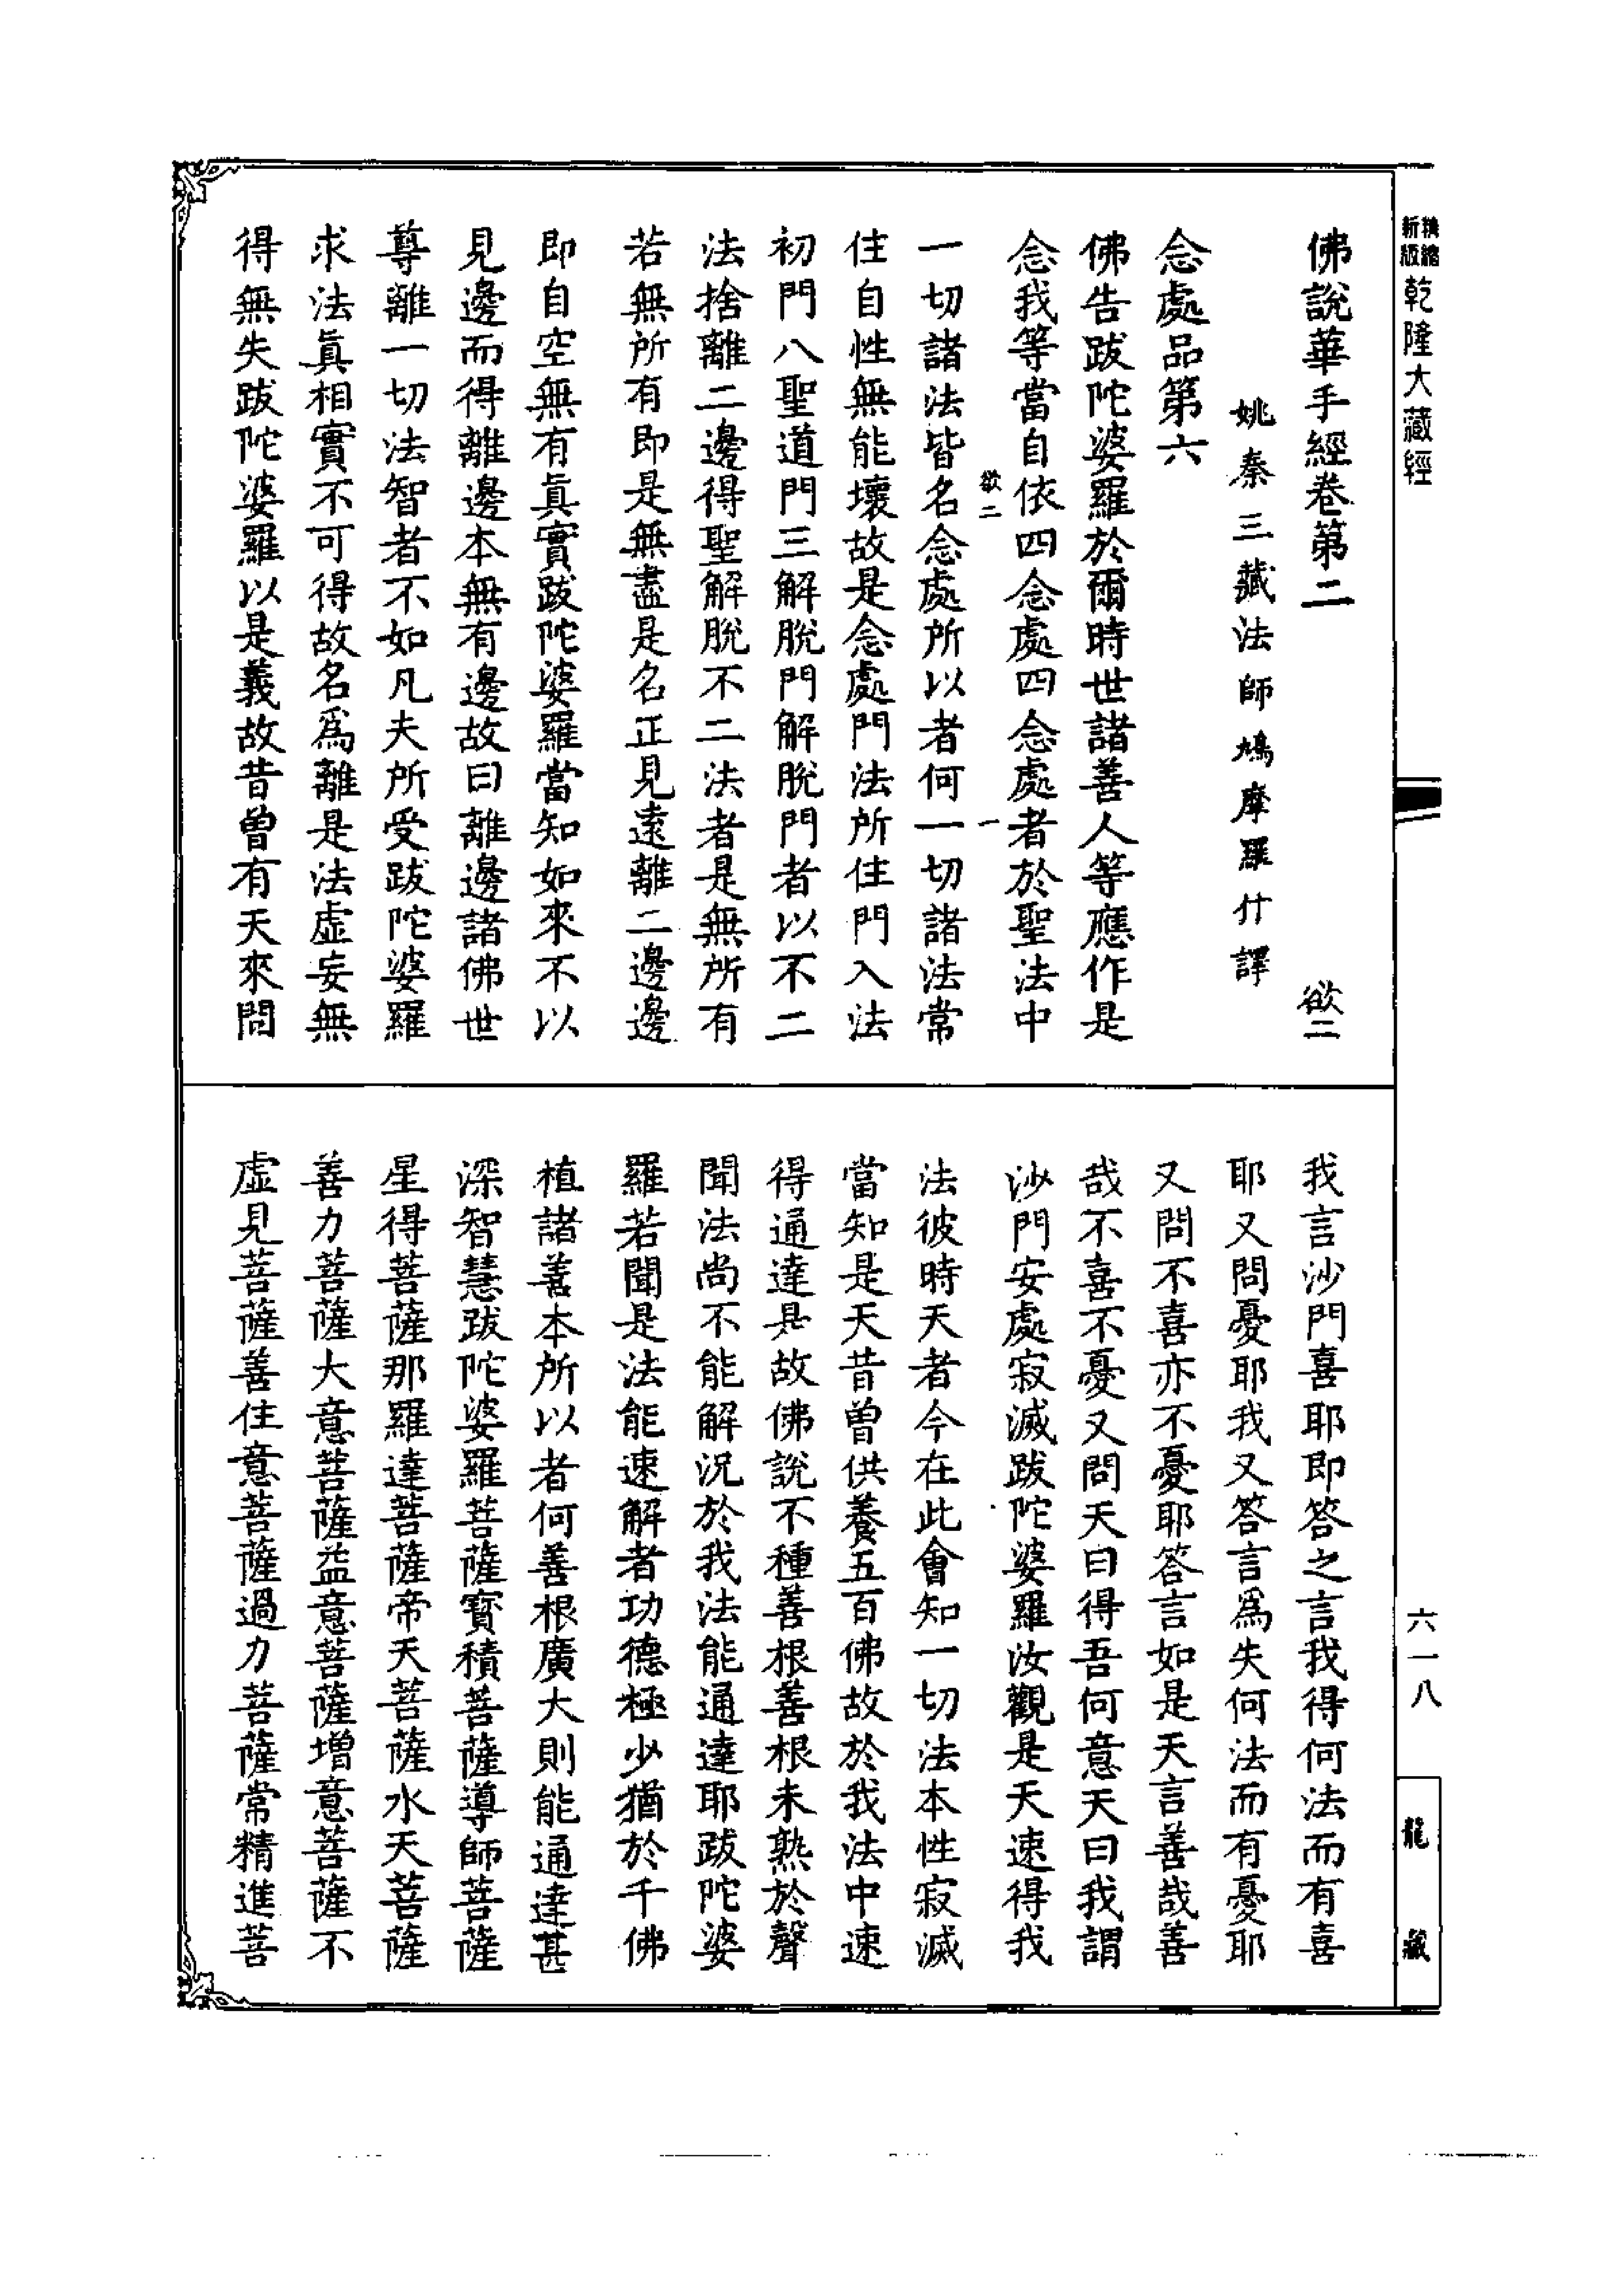 精縮
新版
乾隆大藏經
佛說華手經卷第二　欲二
姚秦三藏法師鳩摩羅什譯
念處品第六
佛告跋陀婆羅於爾時世諸善人等應作是
念我等當自依四念處四念處者於聖法中
欲二　一
一切諸法皆名念處所以者何一切諸法常
住自性無能壞故是念處門法所住門入法
初門八聖道門三解脫門解脫門者以不二
法捨離二邊得聖解脫不二法者是無所有
若無所有即是無盡是名正見遠離二邊邊
即自空無有眞實跋陀婆羅當知如來不以
見邊而得離邊本無有邊故曰離邊諸佛世
尊離一切法智者不如凡夫所受跋陀婆羅
求法眞相實不可得故名爲離是法虛妄無
得無失跋陀婆羅以是義故昔曾有天來問
我言沙門喜耶即答之言我得何法而有喜
耶又問憂耶我又答言爲失何法而有憂耶
又問不喜亦不憂耶答言如是天言善哉善
哉不喜不憂又問天曰得吾何意天曰我謂
沙門安處寂滅跋陀婆羅汝觀是天速得我
法彼時天者今在此會知一切法本性寂滅
當知是天昔曾供養五百佛故於我法中速
得通達是故佛說不種善根善根未熟於聲
聞法尚不能解況於我法能通達耶跋陀婆
羅若聞是法能速解者功德極少猶於千佛
植諸善本所以者何善根廣大則能通達甚
深智慧跋陀婆羅菩薩寶積菩薩導師菩薩
星得菩薩那羅達菩薩帝天菩薩水天菩薩
善力菩薩大意菩薩益意菩薩增意菩薩不
虛見菩薩善住意菩薩過力菩薩常精進菩
六一八
龍藏